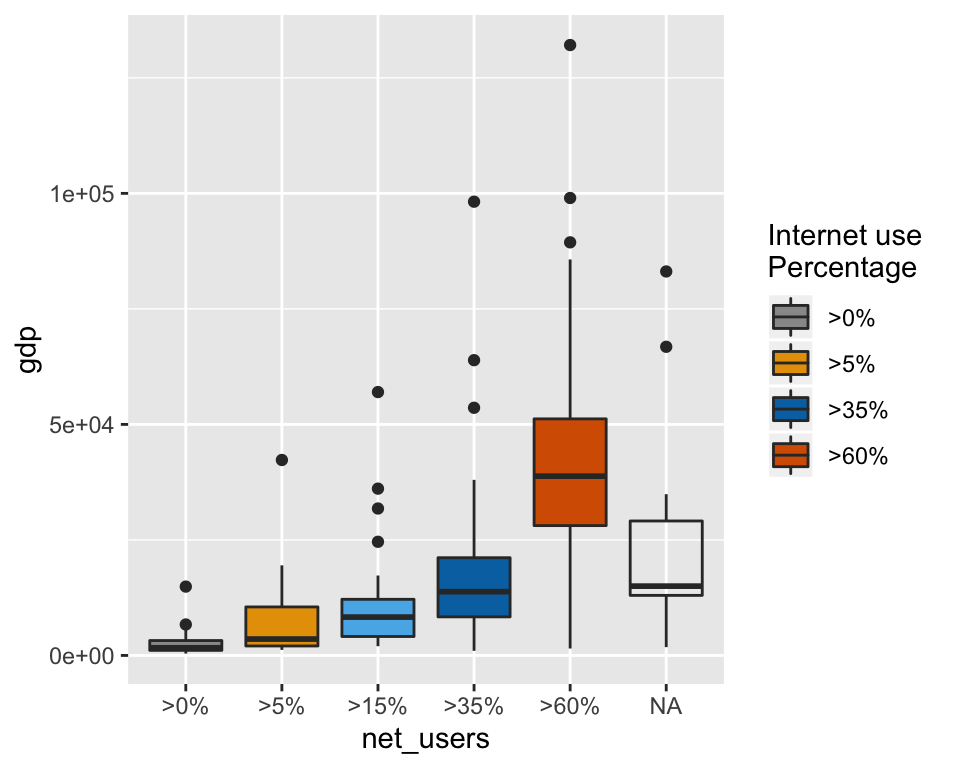 1e+05
5e+04
0e+00
gdp
>0%
>5%
>15%
>35%
>60%
NA
net_users
Internet use
Percentage
>0%
>5%
>35%
>60%